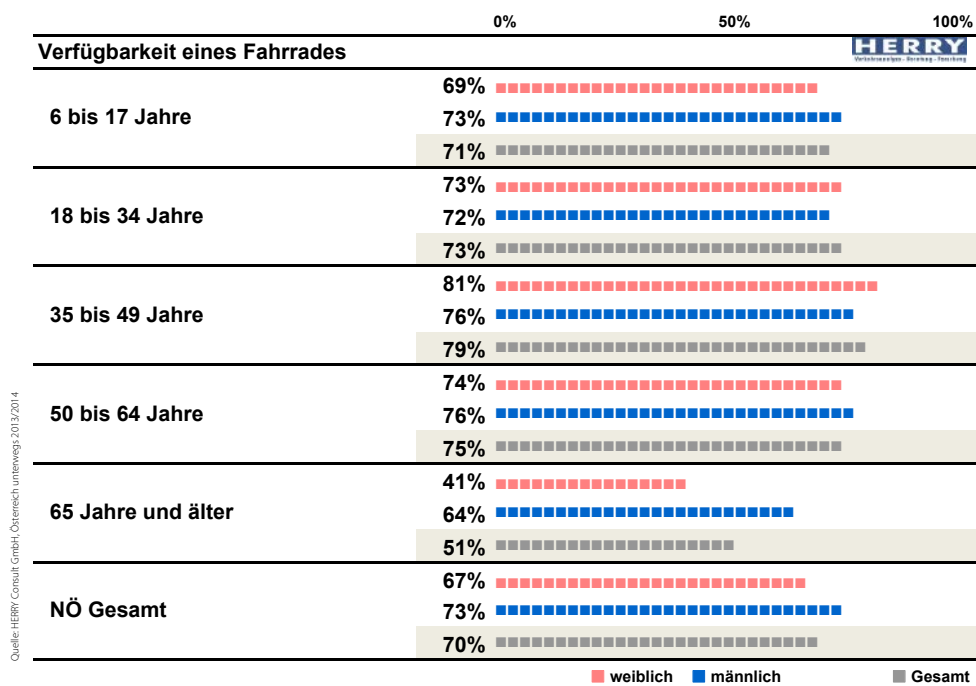 0% 50% 100%
Verfügbarkeit eines Fahrrades
HERRY
Verkehrsanalysen - Beratung - Forschung
69%
6 bis 17 Jahre 73%
71%
73%
18 bis 34 Jahre 72%
73%
81%
35 bis 49 Jahre 76%
79%
74%
50 bis 64 Jahre 76%
75%
41%
65 Jahre und älter 64%
51%
67%
NÖ Gesamt 73%
70%
weiblich männlich Gesamt
Quelle: HERRY Consult GmbH, Österreich unterwegs 2013/2014